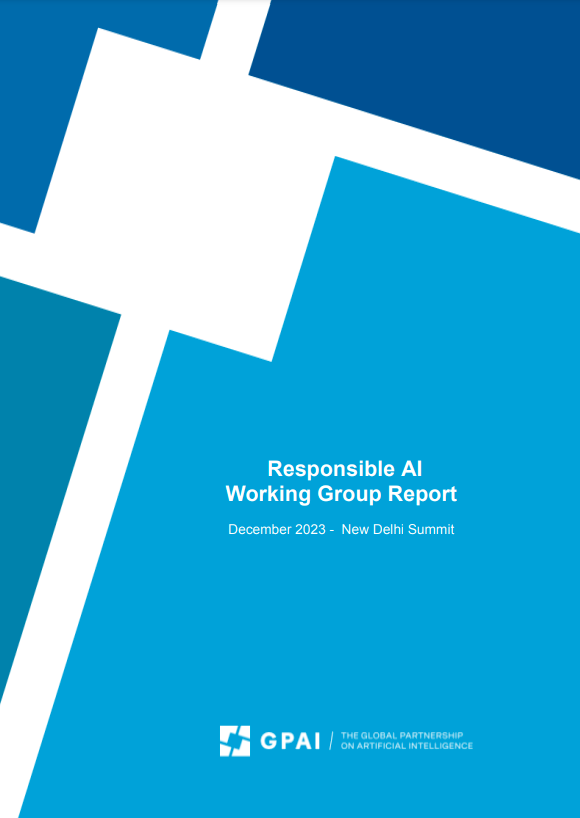 Responsible AI
Working Group Report
December 2023 - New Delhi Summit
GPAI
THE GLOBAL PARTNERSHIP
ON ARTIFICIAL INTELLIGENCE